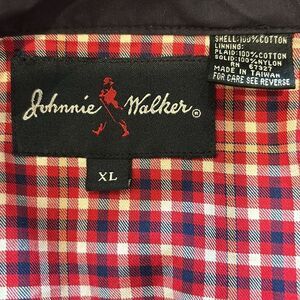 SHELL:100%COTTON
LINNING:
PLAID:100%COTTON
SOLID:100%NYLON
RN 67327
MADE IN TAIWAN
FOR CARE SEE REVERSE
Johnnie Walker®
XL